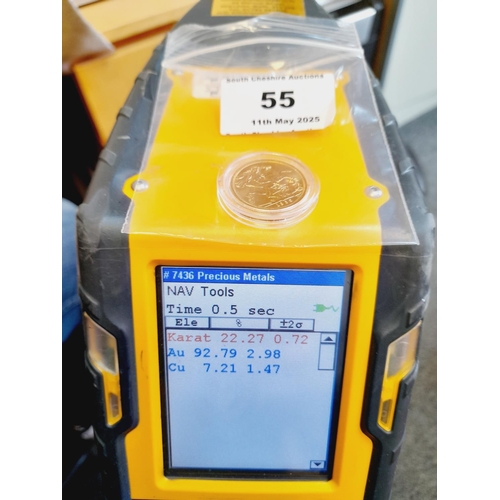 South Cheshire Auctions
55
11th May 2025
# 7436 Precious Metals
NAV Tools
Time 0.5 sec
Ele % ±2σ
Karat 22.27 0.72
Au 92.79 2.98
Cu 7.21 1.47